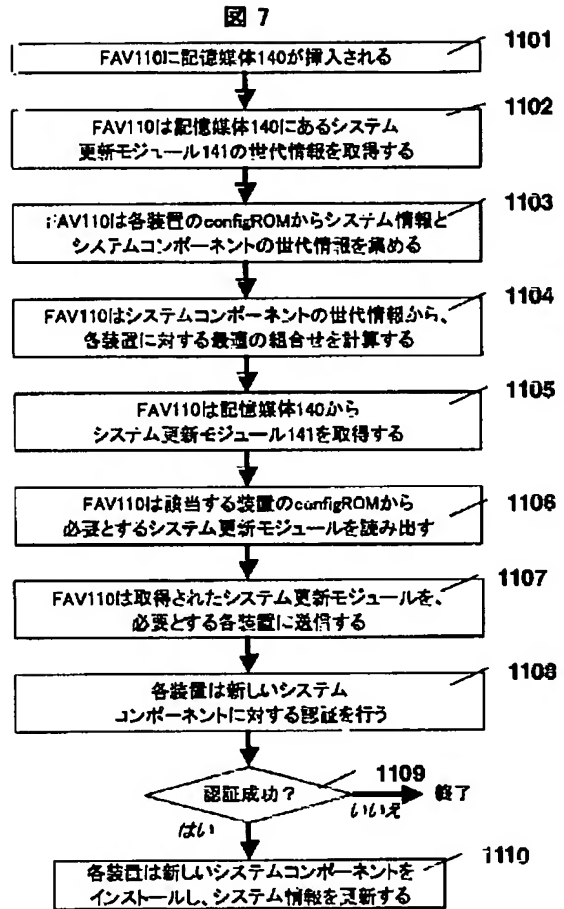 図 7
FAV110に記憶媒体140が挿入される
1101
FAV110は記憶媒体140にあるシステム
更新モジュール141の世代情報を取得する
1102
FAV110は各装置のconfigROMからシステム情報と
システムコンポーネントの世代情報を集める
1103
FAV110はシステムコンポーネントの世代情報から、
各装置に対する最適の組合せを計算する
1104
FAV110は記憶媒体140から
システム更新モジュール141を取得する
1105
FAV110は該当する装置のconfigROMから
必要とするシステム更新モジュールを読み出す
1106
FAV110は取得されたシステム更新モジュールを、
必要とする各装置に送信する
1107
各装置は新しいシステム
コンポーネントに対する認証を行う
1108
認証成功?
1109
いいえ
終了
はい
各装置は新しいシステムコンポーネントを
インストールし、システム情報を更新する
1110